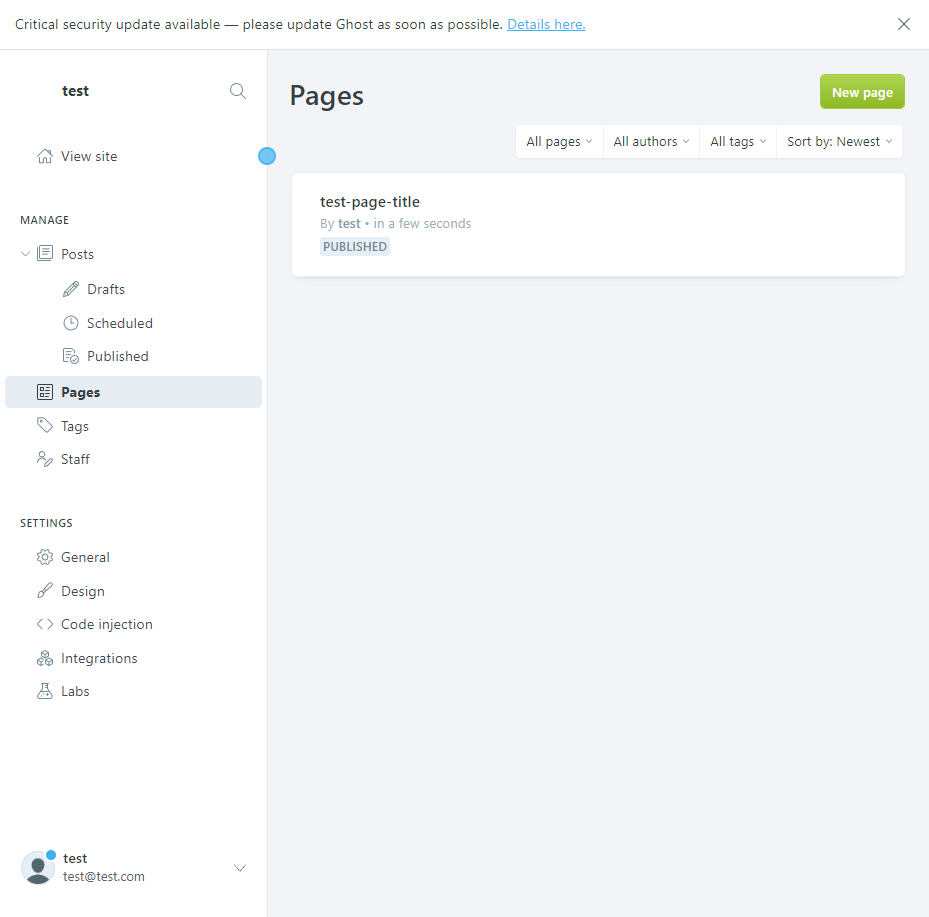 Critical security update available — please update Ghost as soon as possible. Details here.
test
View site
MANAGE
Posts
Drafts
Scheduled
Published
Pages
Tags
Staff
SETTINGS
General
Design
Code injection
Integrations
Labs
test
test@test.com
Pages
New page
All pages All authors All tags Sort by: Newest
test-page-title
By test • in a few seconds
PUBLISHED